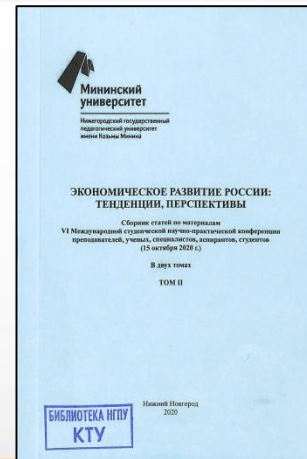 Мининский
университет
Нижегородский государственный
педагогический университет
имени Козьмы Минина
ЭКОНОМИЧЕСКОЕ РАЗВИТИЕ РОССИИ:
ТЕНДЕНЦИИ, ПЕРСПЕКТИВЫ
Сборник статей по материалам
VI Международной студенческой научно-практической конференции
преподавателей, ученых, специалистов, аспирантов, студентов
(15 октября 2020 г.)
В двух томах
ТОМ II
Нижний Новгород
2020
БИБЛИОТЕКА НГПУ
КТУ